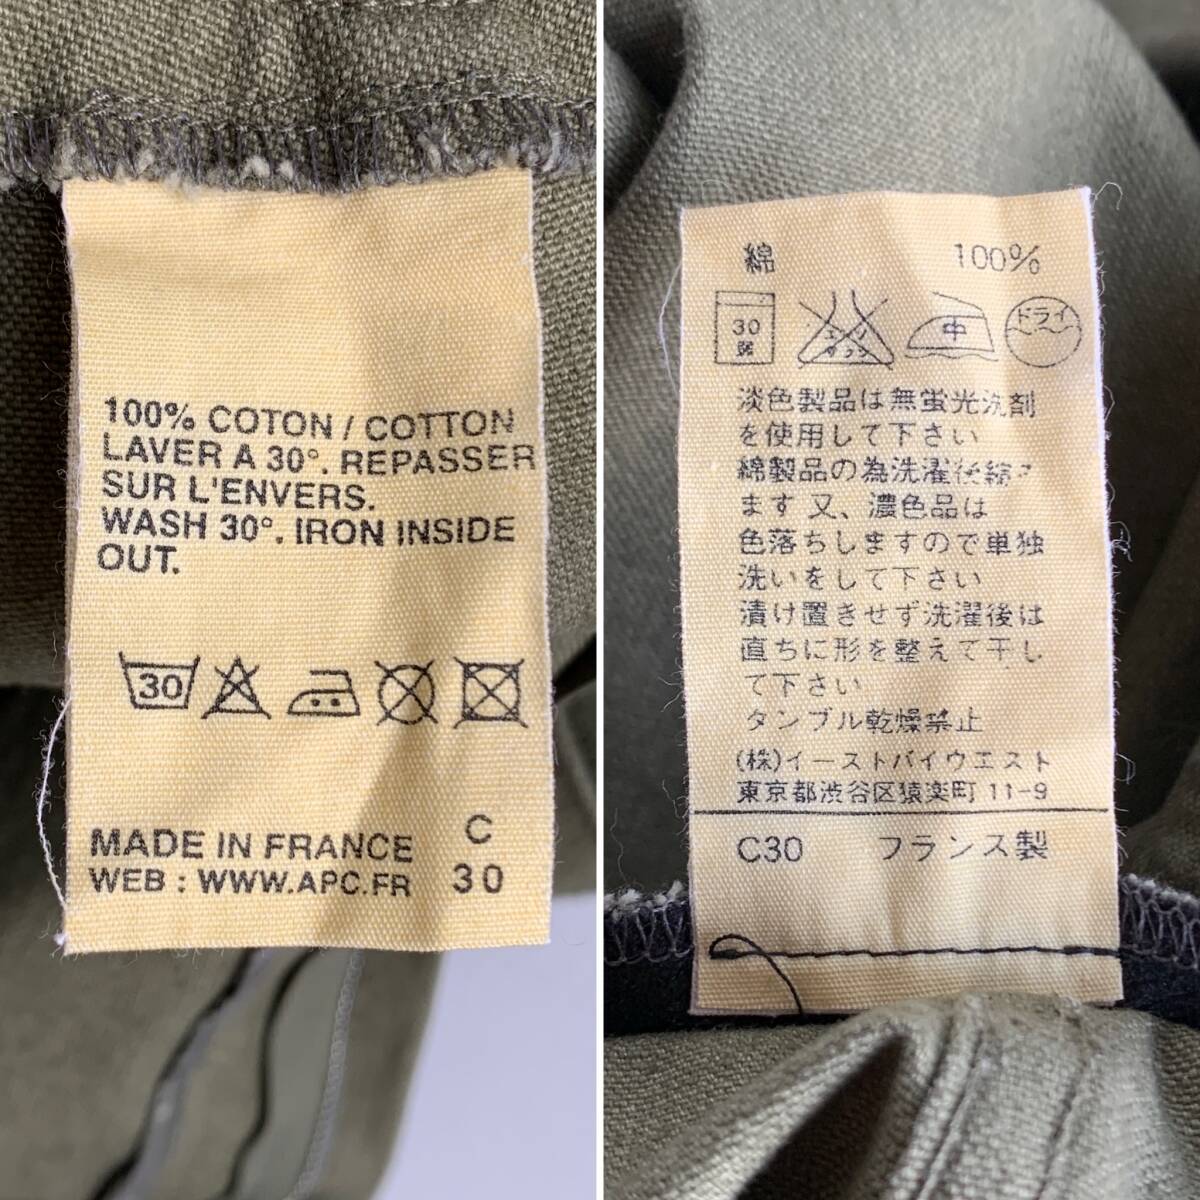 100% COTON / COTTON
LAVER A 30°. REPASSER
SUR L'ENVERS.
WASH 30°. IRON INSIDE
OUT.
30
MADE IN FRANCE
C
WEB : WWW.APC.FR
30
綿 100%
30
弱
エンソ
サラシ
中
ドライ
淡色製品は無蛍光洗剤
を使用して下さい
綿製品の為洗濯後縮み
ます又、濃色品は
色落ちしますので単独
洗いをして下さい
漬け置きせず洗濯後は
直ちに形を整えて干し
て下さい
タンブル乾燥禁止
(株)イーストバイウエスト
東京都渋谷区猿楽町 11-9
C30 フランス製